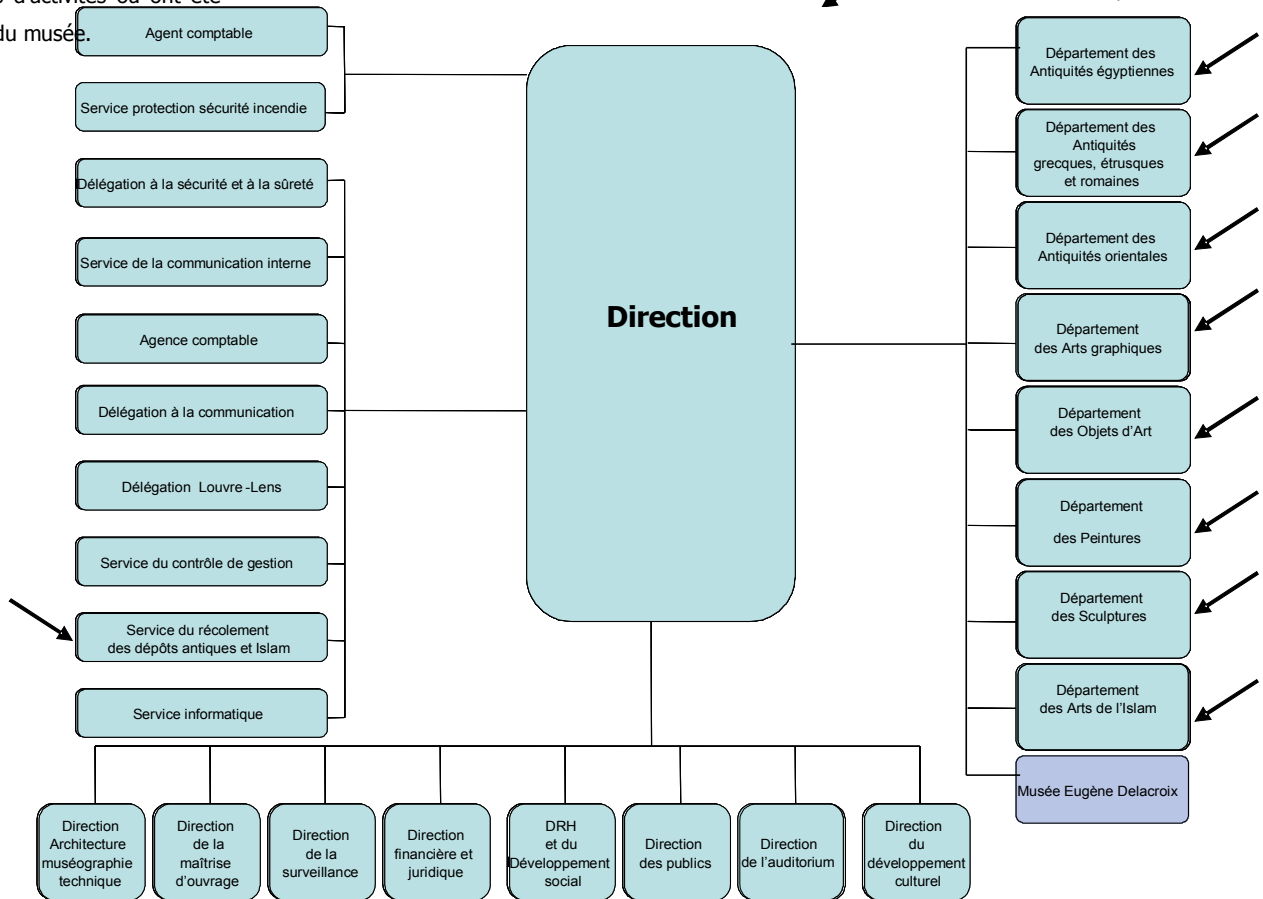 du musée.
Agent comptable
Service protection sécurité incendie
Délégation à la sécurité et à la sûreté
Service de la communication interne
Agence comptable
Délégation à la communication
Délégation Louvre -Lens
Service du contrôle de gestion
Service du récolement
des dépôts antiques et Islam
Service informatique
Direction
Département des
Antiquités égyptiennes
Département des
Antiquités
grecques, étrusques
et romaines
Département des
Antiquités orientales
Département
des Arts graphiques
Département
des Objets d'Art
Département
des Peintures
Département
des Sculptures
Département
des Arts de l'Islam
Musée Eugène Delacroix
Direction
Architecture
muséographie
technique
Direction
de la
maîtrise
d'ouvrage
Direction
de la
surveillance
Direction
financière et
juridique
DRH
et du
Développement
social
Direction
des publics
Direction
de l'auditorium
Direction
du
développement
culturel